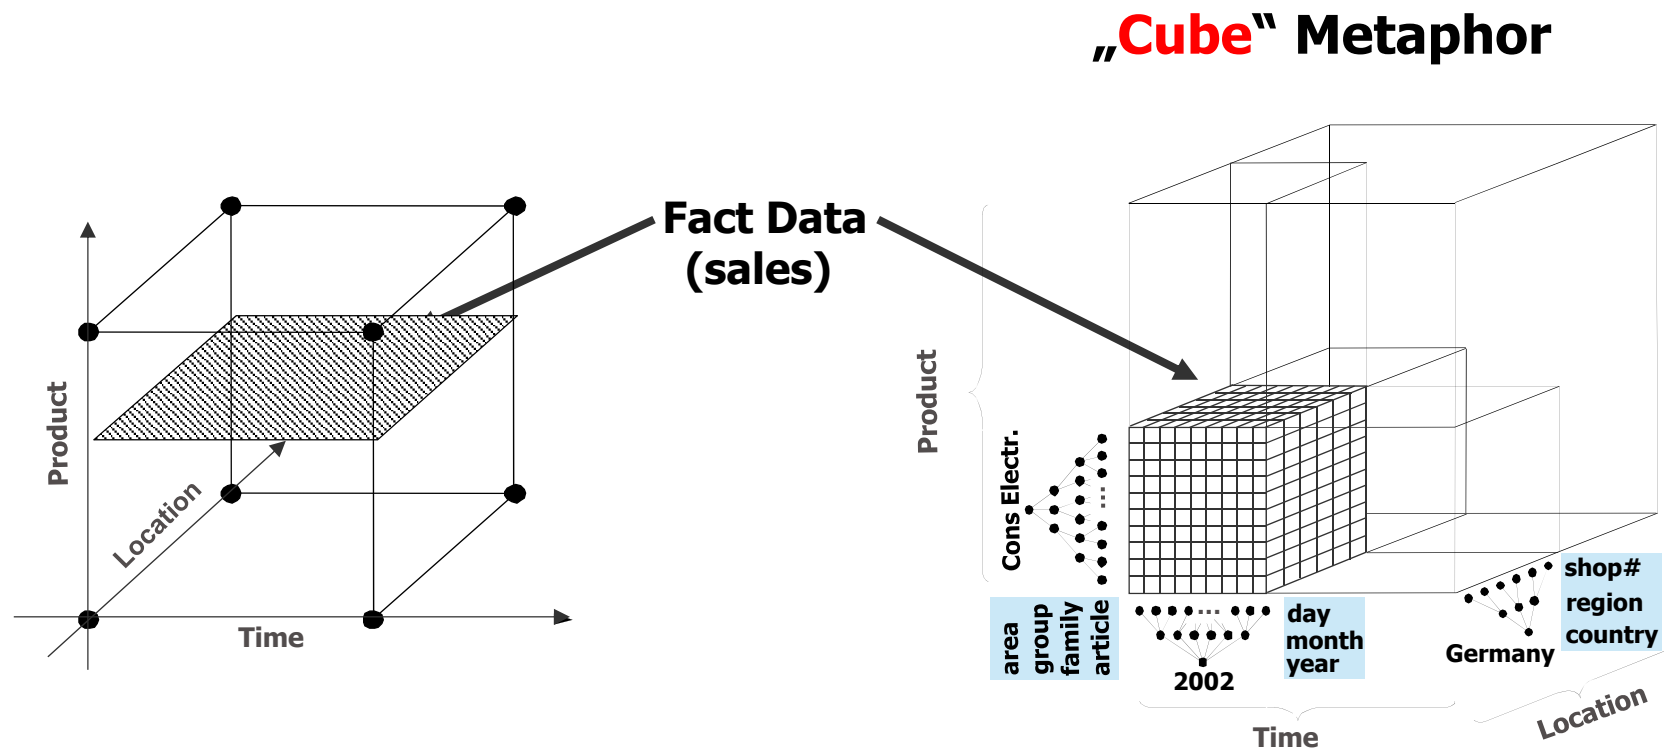 „Cube“ Metaphor
Fact Data
(sales)
Product
Location
Time
Product
Cons Electr.
area
group
family
article
...
...
2002
day
month
year
shop#
region
country
Germany
Time
Location